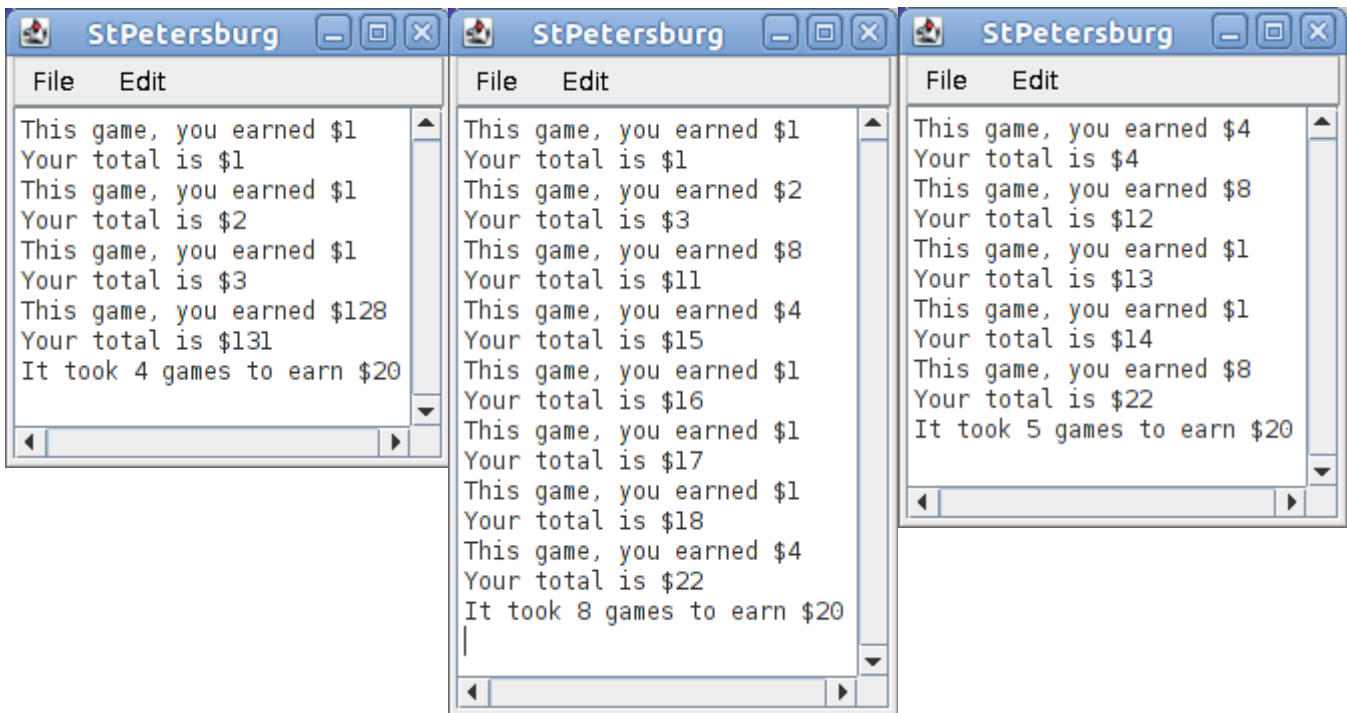 StPetersburg
File Edit
This game, you earned $1
Your total is $1
This game, you earned $1
Your total is $2
This game, you earned $1
Your total is $3
This game, you earned $128
Your total is $131
It took 4 games to earn $20
StPetersburg
File Edit
This game, you earned $1
Your total is $1
This game, you earned $2
Your total is $3
This game, you earned $8
Your total is $11
This game, you earned $4
Your total is $15
This game, you earned $1
Your total is $16
This game, you earned $1
Your total is $17
This game, you earned $1
Your total is $18
This game, you earned $4
Your total is $22
It took 8 games to earn $20
StPetersburg
File Edit
This game, you earned $4
Your total is $4
This game, you earned $8
Your total is $12
This game, you earned $1
Your total is $13
This game, you earned $1
Your total is $14
This game, you earned $8
Your total is $22
It took 5 games to earn $20